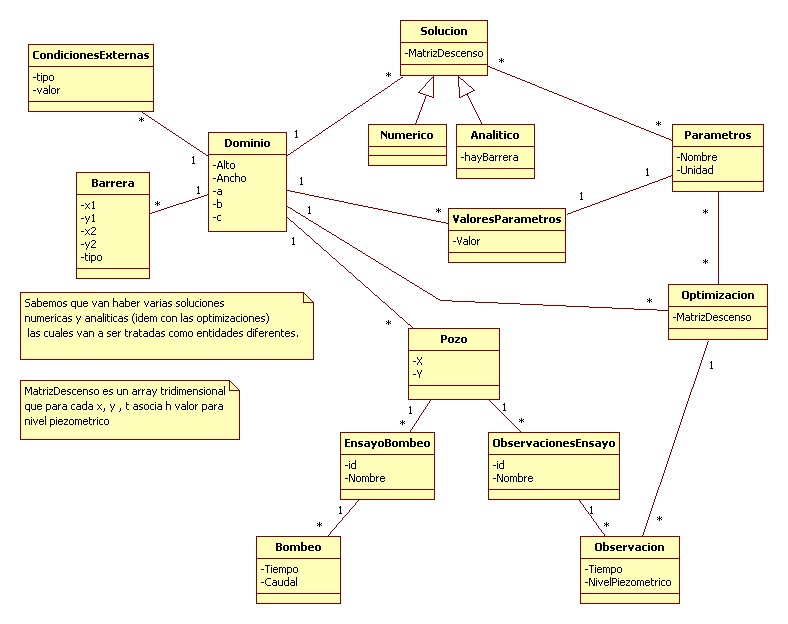 Solucion
-MatrizDescenso
CondicionesExternas
-tipo
-valor
*
*
*
1
Numerico
Analitico
-hayBarrera
*
Parametros
-Nombre
-Unidad
Dominio
-Alto
-Ancho
-a
-b
-c
1
1
1
1
1
Barrera
-x1
-y1
-x2
-y2
-tipo
*
*
1
1
ValoresParametros
-Valor
*
*
*
Optimizacion
-MatrizDescenso
1
Sabemos que van haber varias soluciones
numericas y analiticas (idem con las optimizaciones)
las cuales van a ser tratadas como entidades diferentes.
*
Pozo
-X
-Y
1
1
MatrizDescenso es un array tridimensional
que para cada x, y , t asocia h valor para
nivel piezometrico
*
*
EnsayoBombeo
-id
-Nombre
ObservacionesEnsayo
-id
-Nombre
1
*
1
*
*
Bombeo
-Tiempo
-Caudal
Observacion
-Tiempo
-NivelPiezometrico